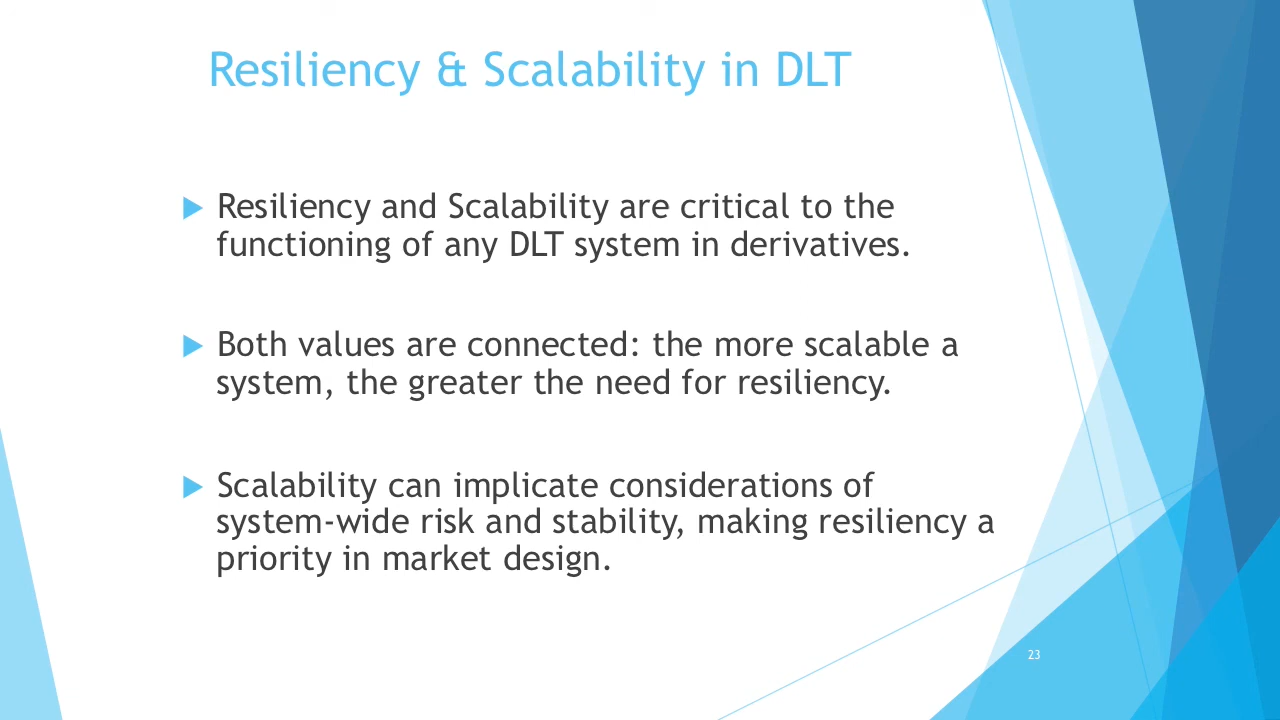 Resiliency & Scalability in DLT
Resiliency and Scalability are critical to the
functioning of any DLT system in derivatives.
Both values are connected: the more scalable a
system, the greater the need for resiliency.
Scalability can implicate considerations of
system-wide risk and stability, making resiliency a
priority in market design.
23